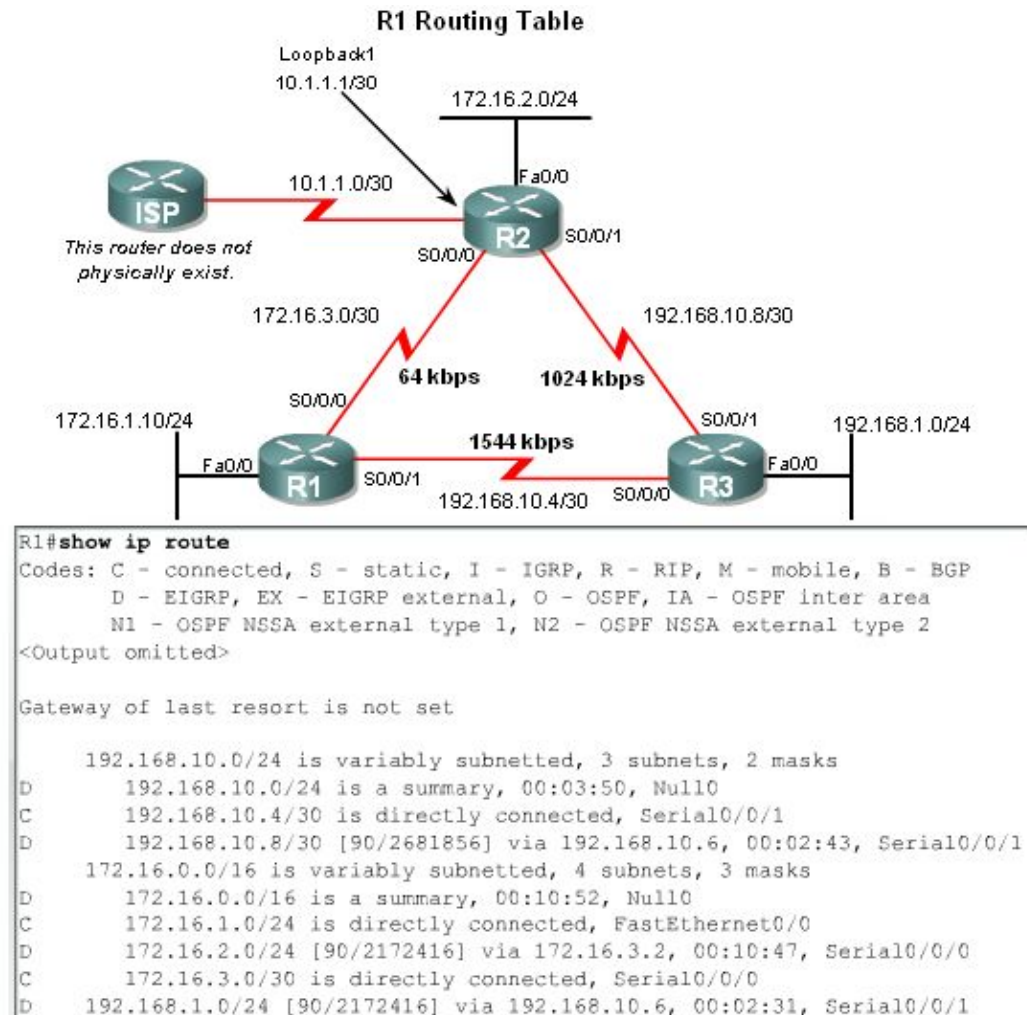 R1 Routing Table
Loopback1
10.1.1.1/30
172.16.2.0/24
10.1.1.0/30
Fa0/0
ISP
R2
S0/0/1
This router does not
physically exist.
S0/0/0
172.16.3.0/30
192.168.10.8/30
64 kbps
1024 kbps
S0/0/0
172.16.1.10/24
S0/0/1
192.168.1.0/24
1544 kbps
Fa0/0
R1
S0/0/1
192.168.10.4/30
S0/0/0
R3
Fa0/0
R1#show ip route
Codes: C - connected, S - static, I - IGRP, R - RIP, M - mobile, B - BGP
D - EIGRP, EX - EIGRP external, O - OSPF, IA - OSPF inter area
N1 - OSPF NSSA external type 1, N2 - OSPF NSSA external type 2
<Output omitted>
Gateway of last resort is not set
192.168.10.0/24 is variably subnetted, 3 subnets, 2 masks
D 192.168.10.0/24 is a summary, 00:03:50, Null0
C 192.168.10.4/30 is directly connected, Serial0/0/1
D 192.168.10.8/30 [90/2681856] via 192.168.10.6, 00:02:43, Serial0/0/1
172.16.0.0/16 is variably subnetted, 4 subnets, 3 masks
D 172.16.0.0/16 is a summary, 00:10:52, Null0
C 172.16.1.0/24 is directly connected, FastEthernet0/0
D 172.16.2.0/24 [90/2172416] via 172.16.3.2, 00:10:47, Serial0/0/0
C 172.16.3.0/30 is directly connected, Serial0/0/0
D 192.168.1.0/24 [90/2172416] via 192.168.10.6, 00:02:31, Serial0/0/1